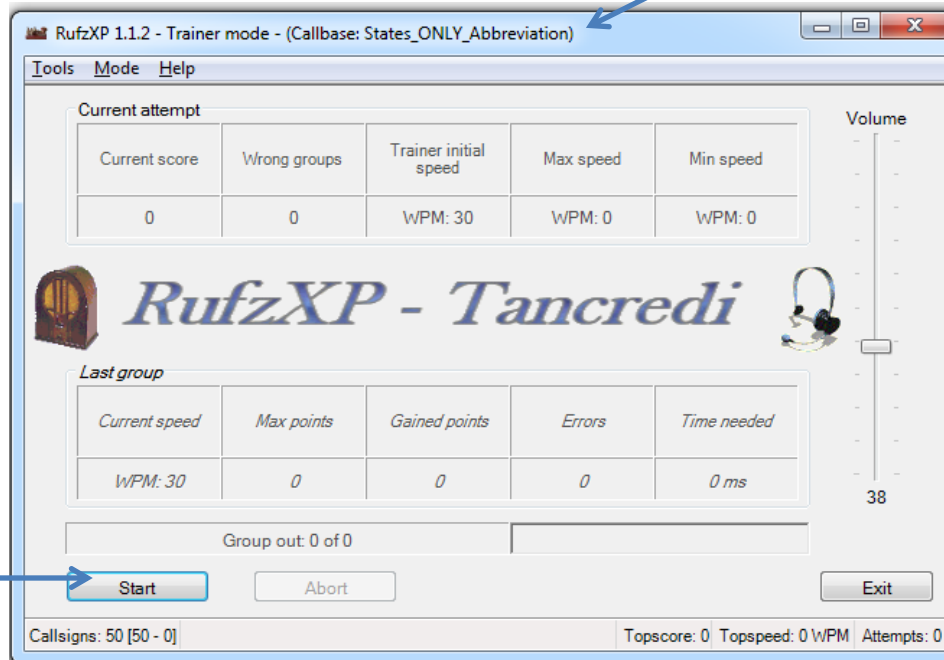 RufzXP 1.1.2 - Trainer mode - (Callbase: States_ONLY_Abbreviation)
Tools Mode Help
Current attempt
Current score Wrong groups Trainer initial speed Max speed Min speed
0 0 WPM: 30 WPM: 0 WPM: 0
Volume
RufzXP - Tancredi
Last group
Current speed Max points Gained points Errors Time needed
WPM: 30 0 0 0 0 ms
38
Group out: 0 of 0
Start Abort Exit
Callsigns: 50 [50 - 0] Topscore: 0 Topspeed: 0 WPM Attempts: 0